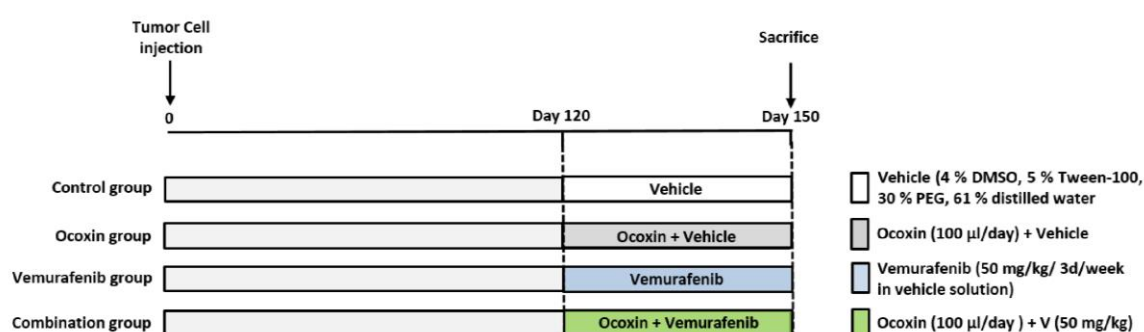 Tumor Cell
injection
Sacrifice
0
Day 120
Day 150
Control group
Vehicle
Vehicle (4 % DMSO, 5 % Tween-100,
30 % PEG, 61 % distilled water
Ocoxin group
Ocoxin + Vehicle
Ocoxin (100 µl/day) + Vehicle
Vemurafenib group
Vemurafenib
Vemurafenib (50 mg/kg/ 3d/week
in vehicle solution)
Combination group
Ocoxin + Vemurafenib
Ocoxin (100 µl/day ) + V (50 mg/kg)